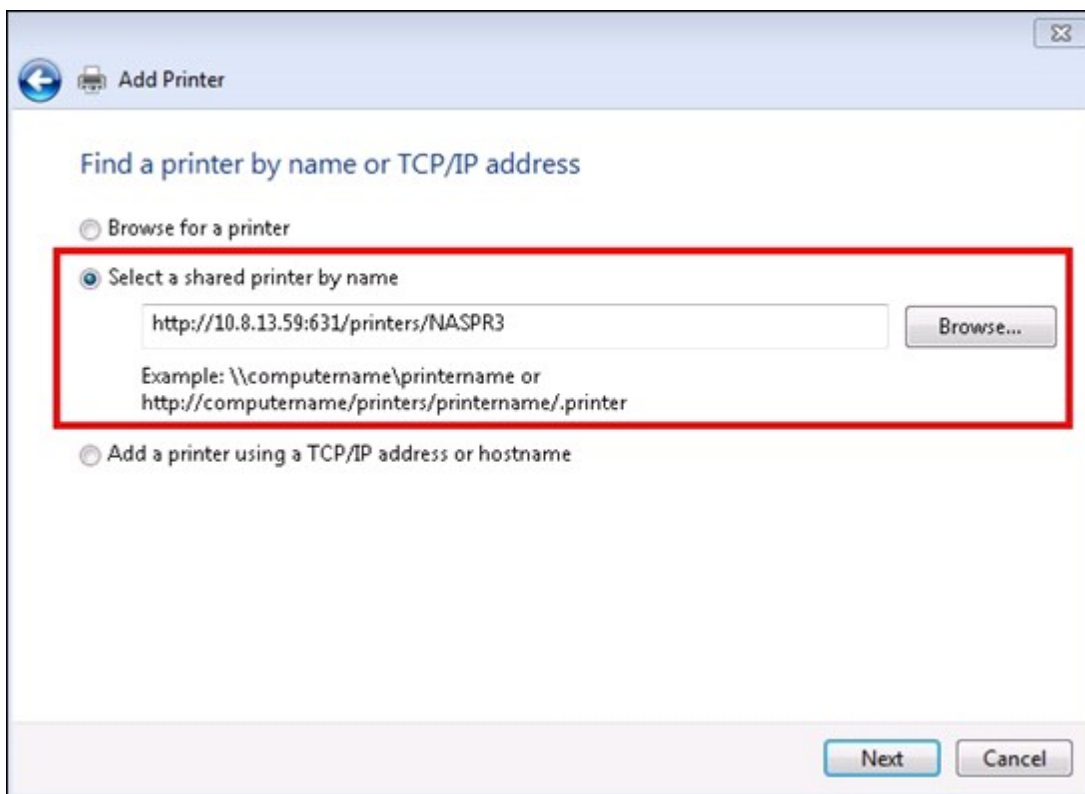 Add Printer
Find a printer by name or TCP/IP address
Browse for a printer
Select a shared printer by name
http://10.8.13.59:631/printers/NASPR3
Browse...
Example: \\computername\printername or
http://computername/printers/printername/.printer
Add a printer using a TCP/IP address or hostname
Next
Cancel